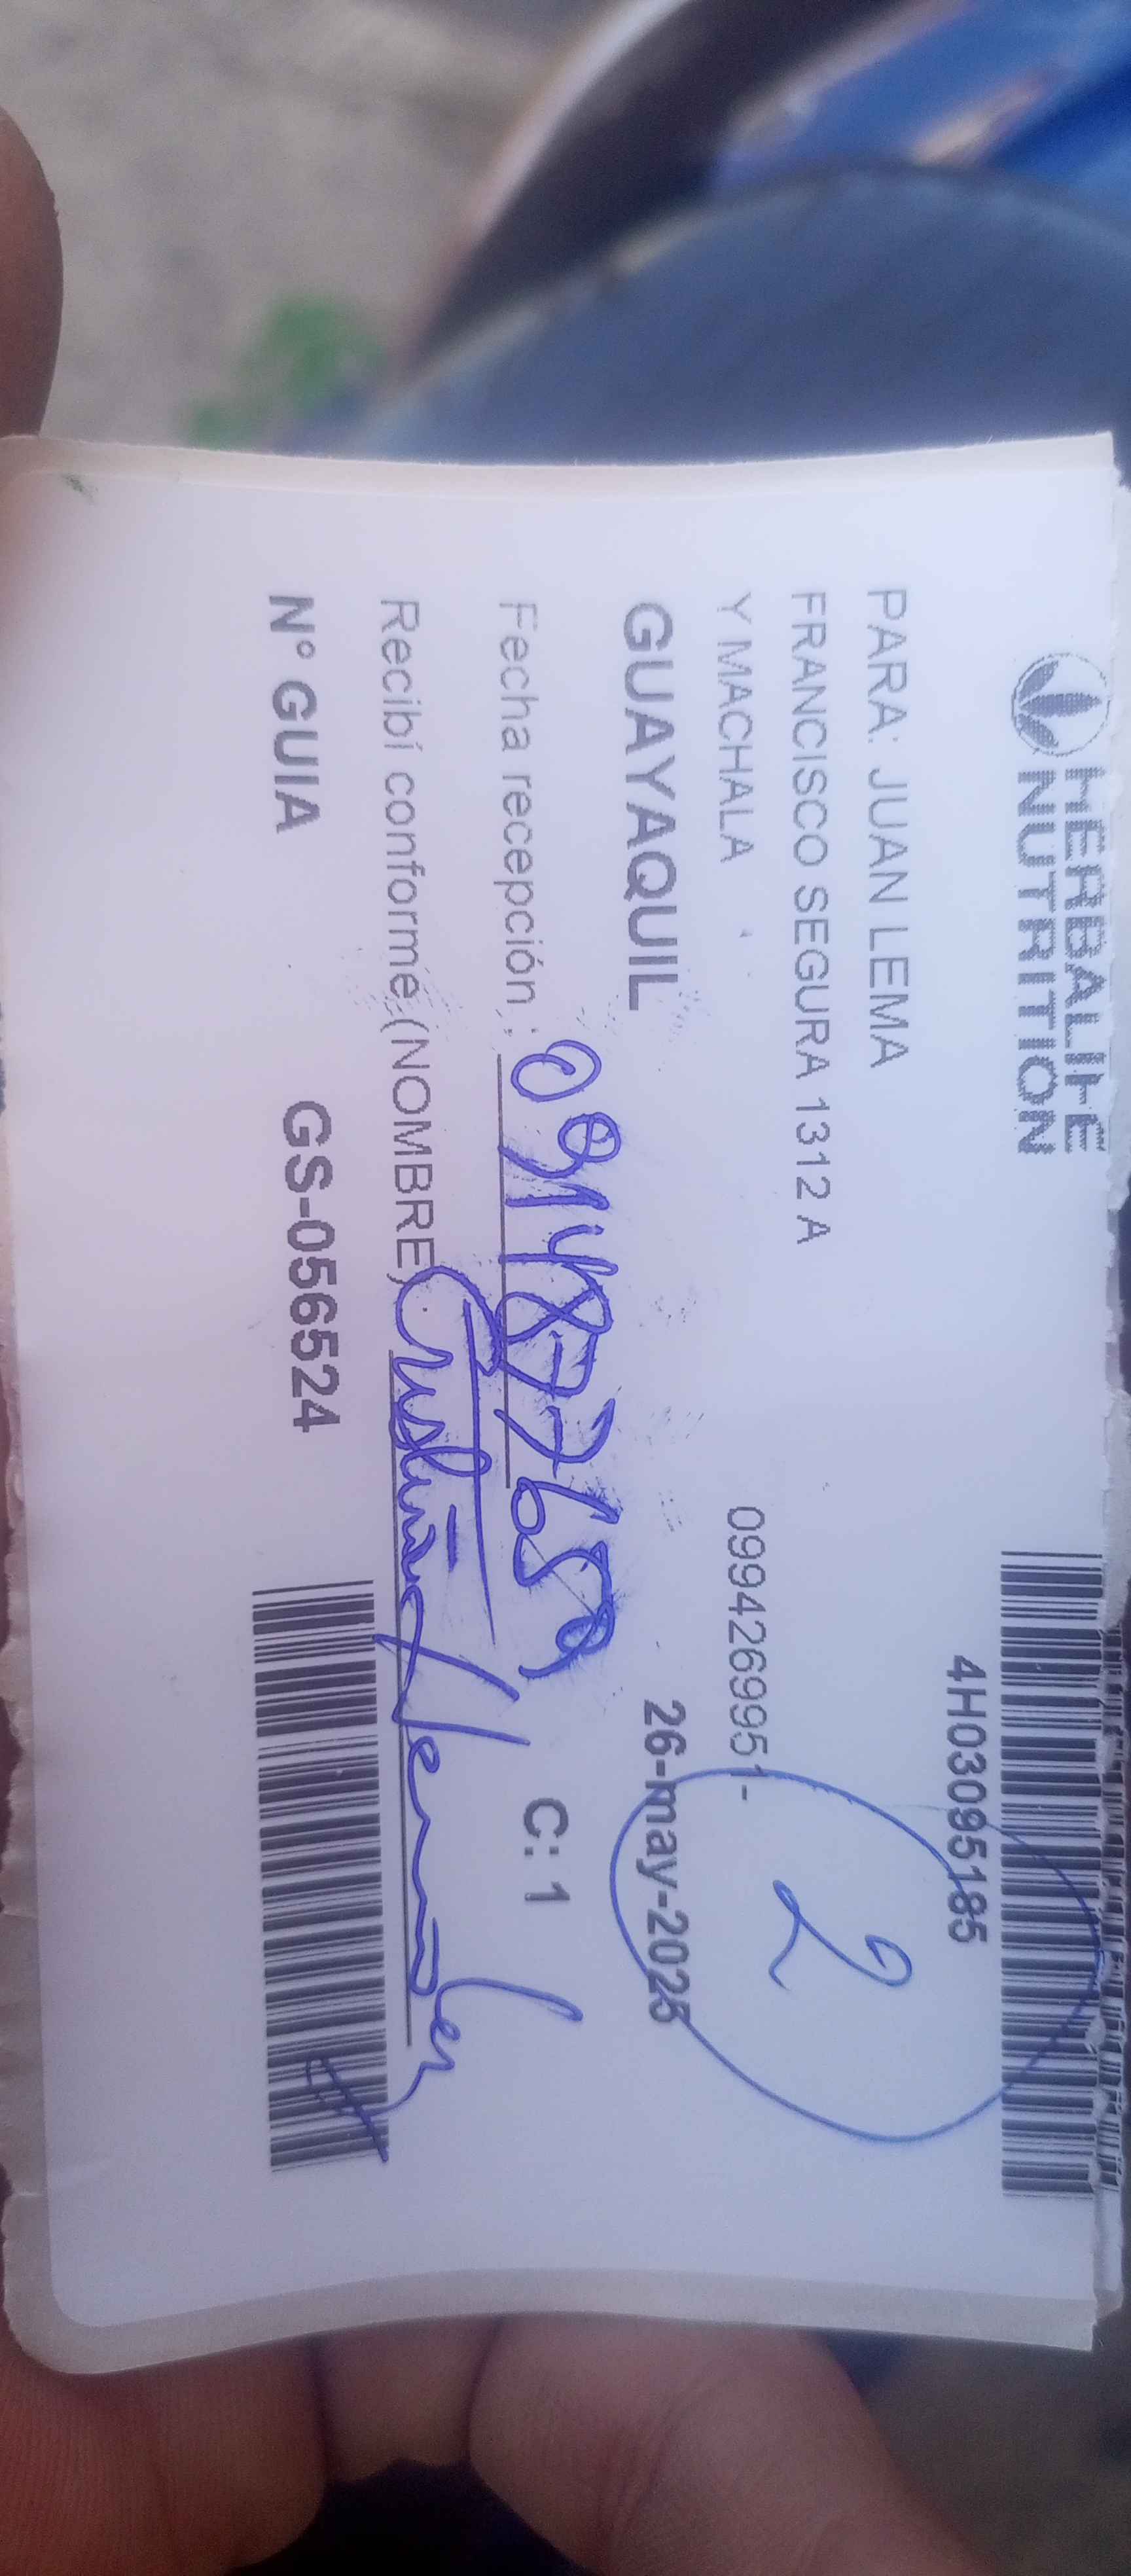 HERBALIFE
NUTRITION
4H03095185
PARA: JUAN LEMA
FRANCISCO SEGURA 1312 A
2
Y MACHALA
0994269951-
GUAYAQUIL
26-may-2025
Fecha recepción :
C: 1
Recibí conforme (NOMBRE)
Nº GUIA
GS-056524